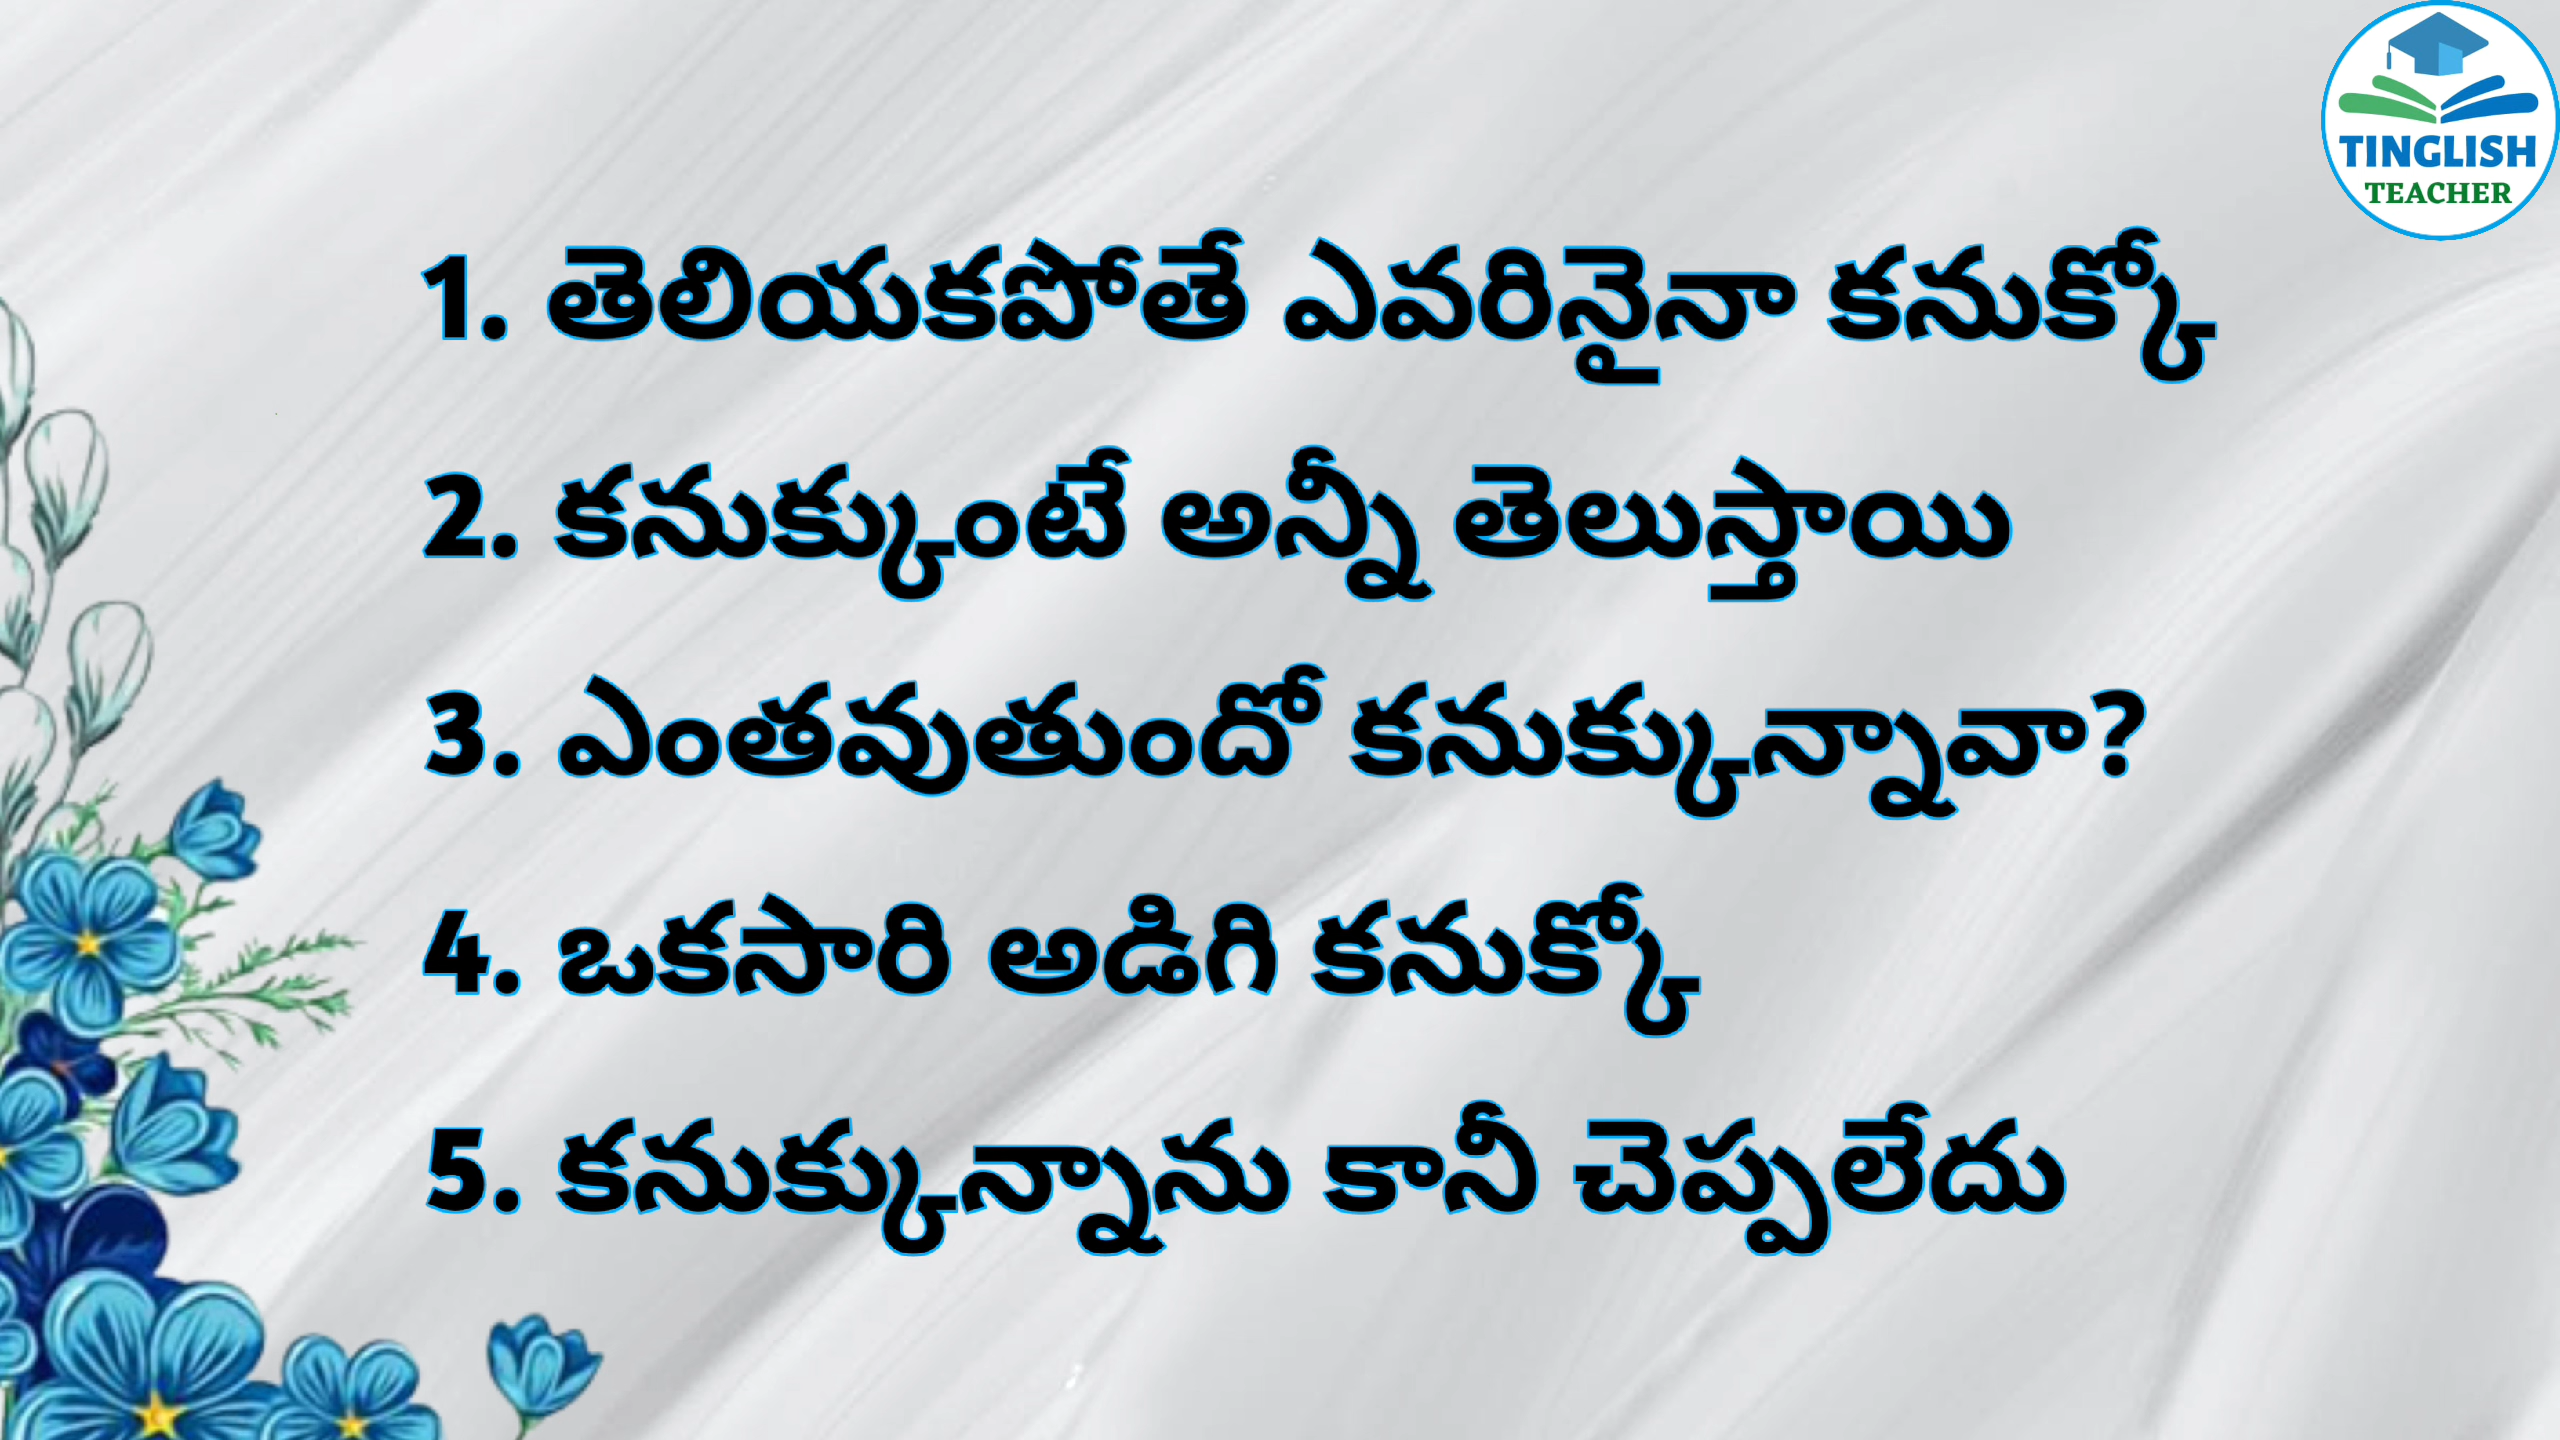 TINGLISH
TEACHER
1. తెలియకపోతే ఎవరినైనా కనుక్కో
2. కనుక్కుంటే అన్నీ తెలుస్తాయి
3. ఎంతవుతుందో కనుక్కున్నావా?
4. ఒకసారి అడిగి కనుక్కో
5. కనుక్కున్నాను కానీ చెప్పలేదు